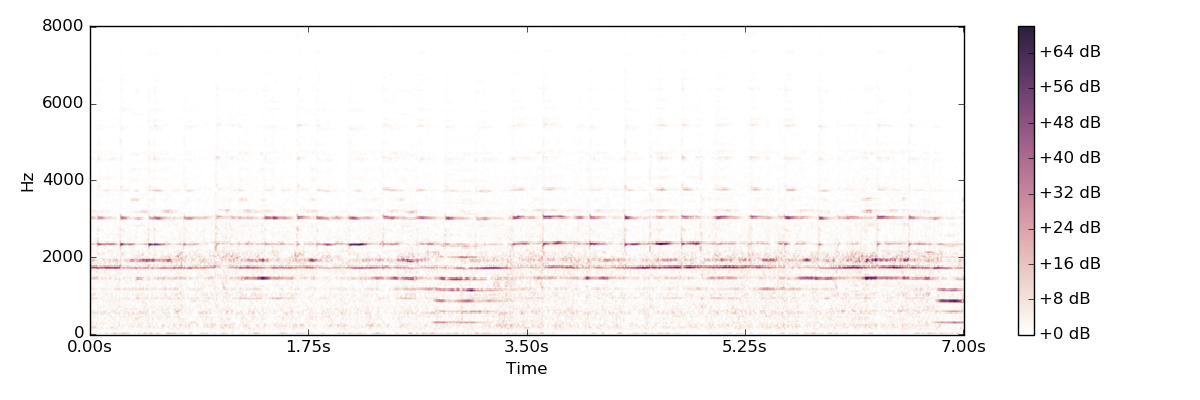 8000
6000
4000
2000
0
Hz
0.00s
1.75s
3.50s
5.25s
7.00s
Time
+64 dB
+56 dB
+48 dB
+40 dB
+32 dB
+24 dB
+16 dB
+8 dB
+0 dB